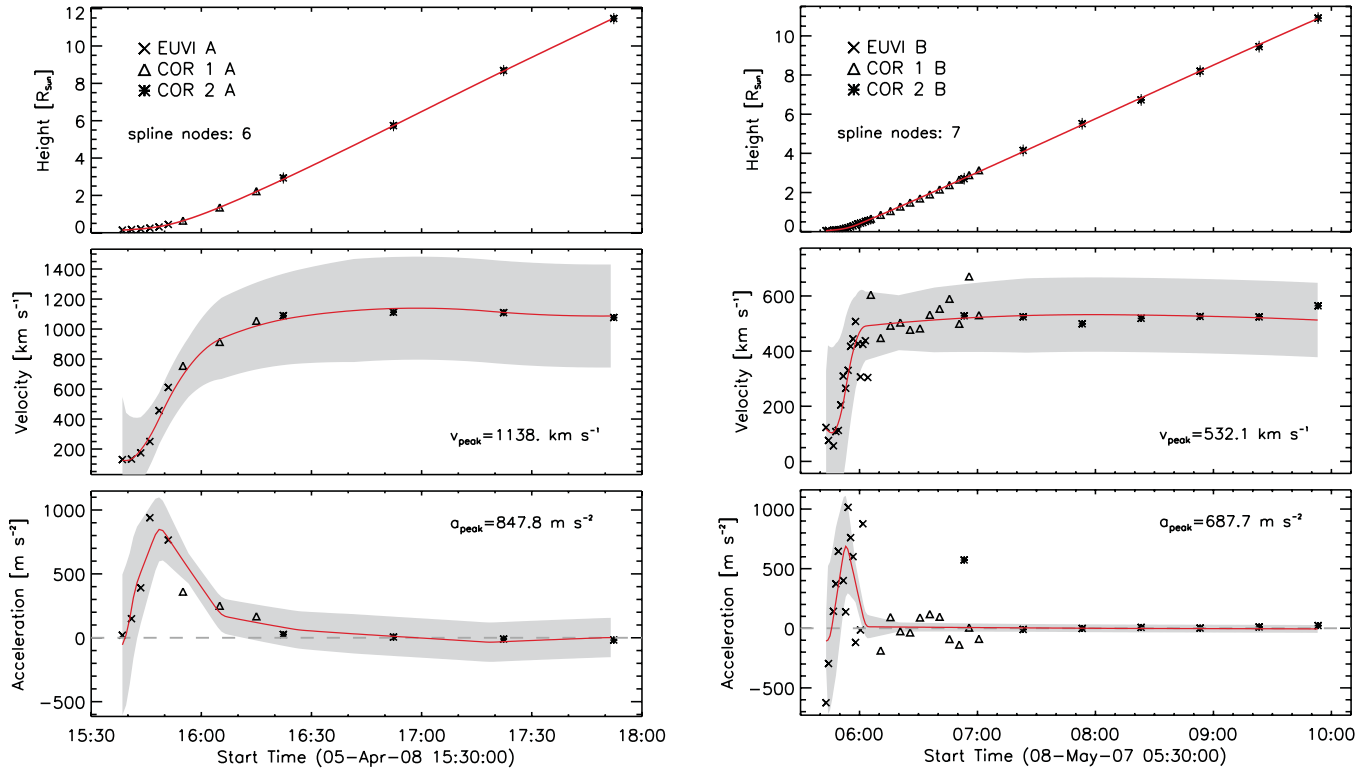 12
10
8
6
4
2
0
Height [R_Sun]
× EUVI A
△ COR 1 A
✱ COR 2 A
spline nodes: 6
1400
1200
1000
800
600
400
200
Velocity [km s⁻¹]
v_peak=1138. km s⁻¹
1000
500
0
−500
Acceleration [m s⁻²]
a_peak=847.8 m s⁻²
15:30 16:00 16:30 17:00 17:30 18:00
Start Time (05−Apr−08 15:30:00)
10
8
6
4
2
0
Height [R_Sun]
× EUVI B
△ COR 1 B
✱ COR 2 B
spline nodes: 7
600
400
200
0
Velocity [km s⁻¹]
v_peak=532.1 km s⁻¹
1000
500
0
−500
Acceleration [m s⁻²]
a_peak=687.7 m s⁻²
06:00 07:00 08:00 09:00 10:00
Start Time (08−May−07 05:30:00)